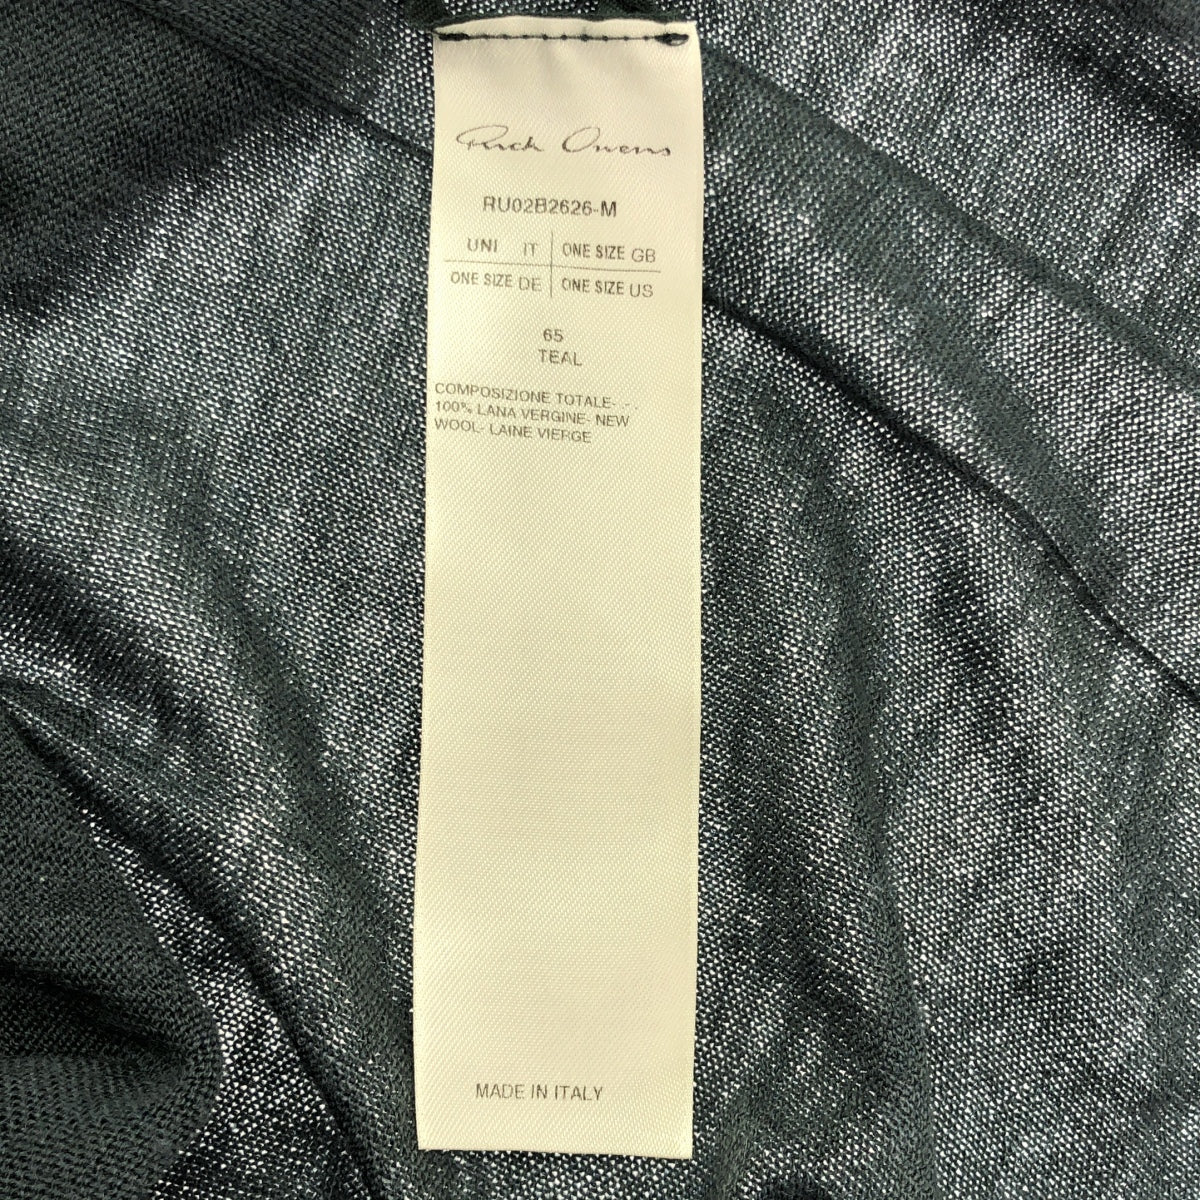 Rick Owens
RU02B2626-M
UNI IT ONE SIZE GB
ONE SIZE DE ONE SIZE US
65
TEAL
COMPOSIZIONE TOTALE- -.
100% LANA VERGINE- NEW
WOOL- LAINE VIERGE
MADE IN ITALY